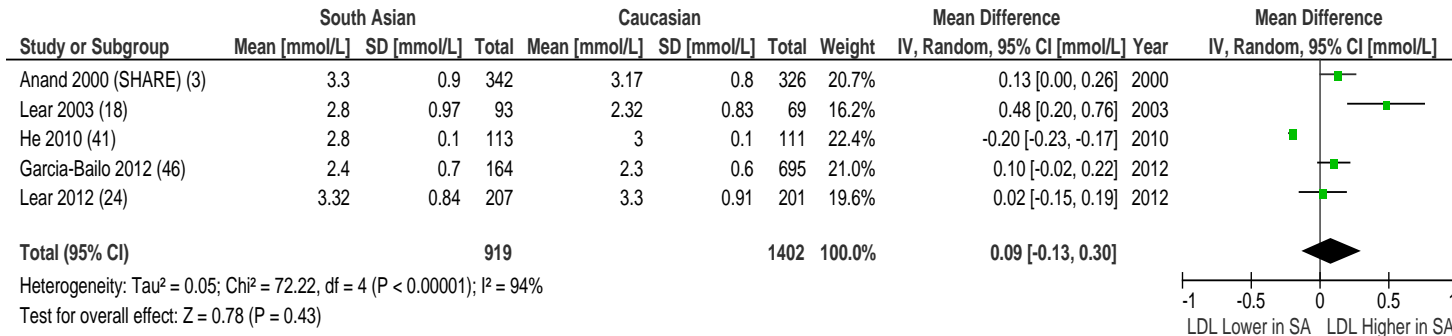 South Asian Caucasian Mean Difference Mean Difference
Study or Subgroup Mean [mmol/L] SD [mmol/L] Total Mean [mmol/L] SD [mmol/L] Total Weight IV, Random, 95% CI [mmol/L] Year IV, Random, 95% CI [mmol/L]
Anand 2000 (SHARE) (3) 3.3 0.9 342 3.17 0.8 326 20.7% 0.13 [0.00, 0.26] 2000
Lear 2003 (18) 2.8 0.97 93 2.32 0.83 69 16.2% 0.48 [0.20, 0.76] 2003
He 2010 (41) 2.8 0.1 113 3 0.1 111 22.4% -0.20 [-0.23, -0.17] 2010
Garcia-Bailo 2012 (46) 2.4 0.7 164 2.3 0.6 695 21.0% 0.10 [-0.02, 0.22] 2012
Lear 2012 (24) 3.32 0.84 207 3.3 0.91 201 19.6% 0.02 [-0.15, 0.19] 2012
Total (95% CI) 919 1402 100.0% 0.09 [-0.13, 0.30]
Heterogeneity: Tau² = 0.05; Chi² = 72.22, df = 4 (P < 0.00001); I² = 94%
Test for overall effect: Z = 0.78 (P = 0.43)
-1 -0.5 0 0.5 1
LDL Lower in SA LDL Higher in SA